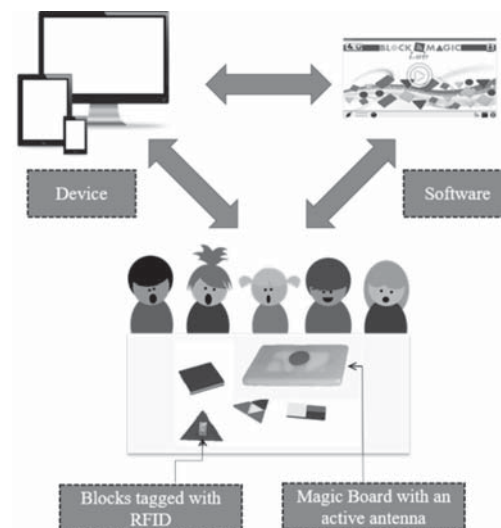 BLOCK MAGIC
Device
Software
Blocks tagged with
RFID
Magic Board with an
active antenna